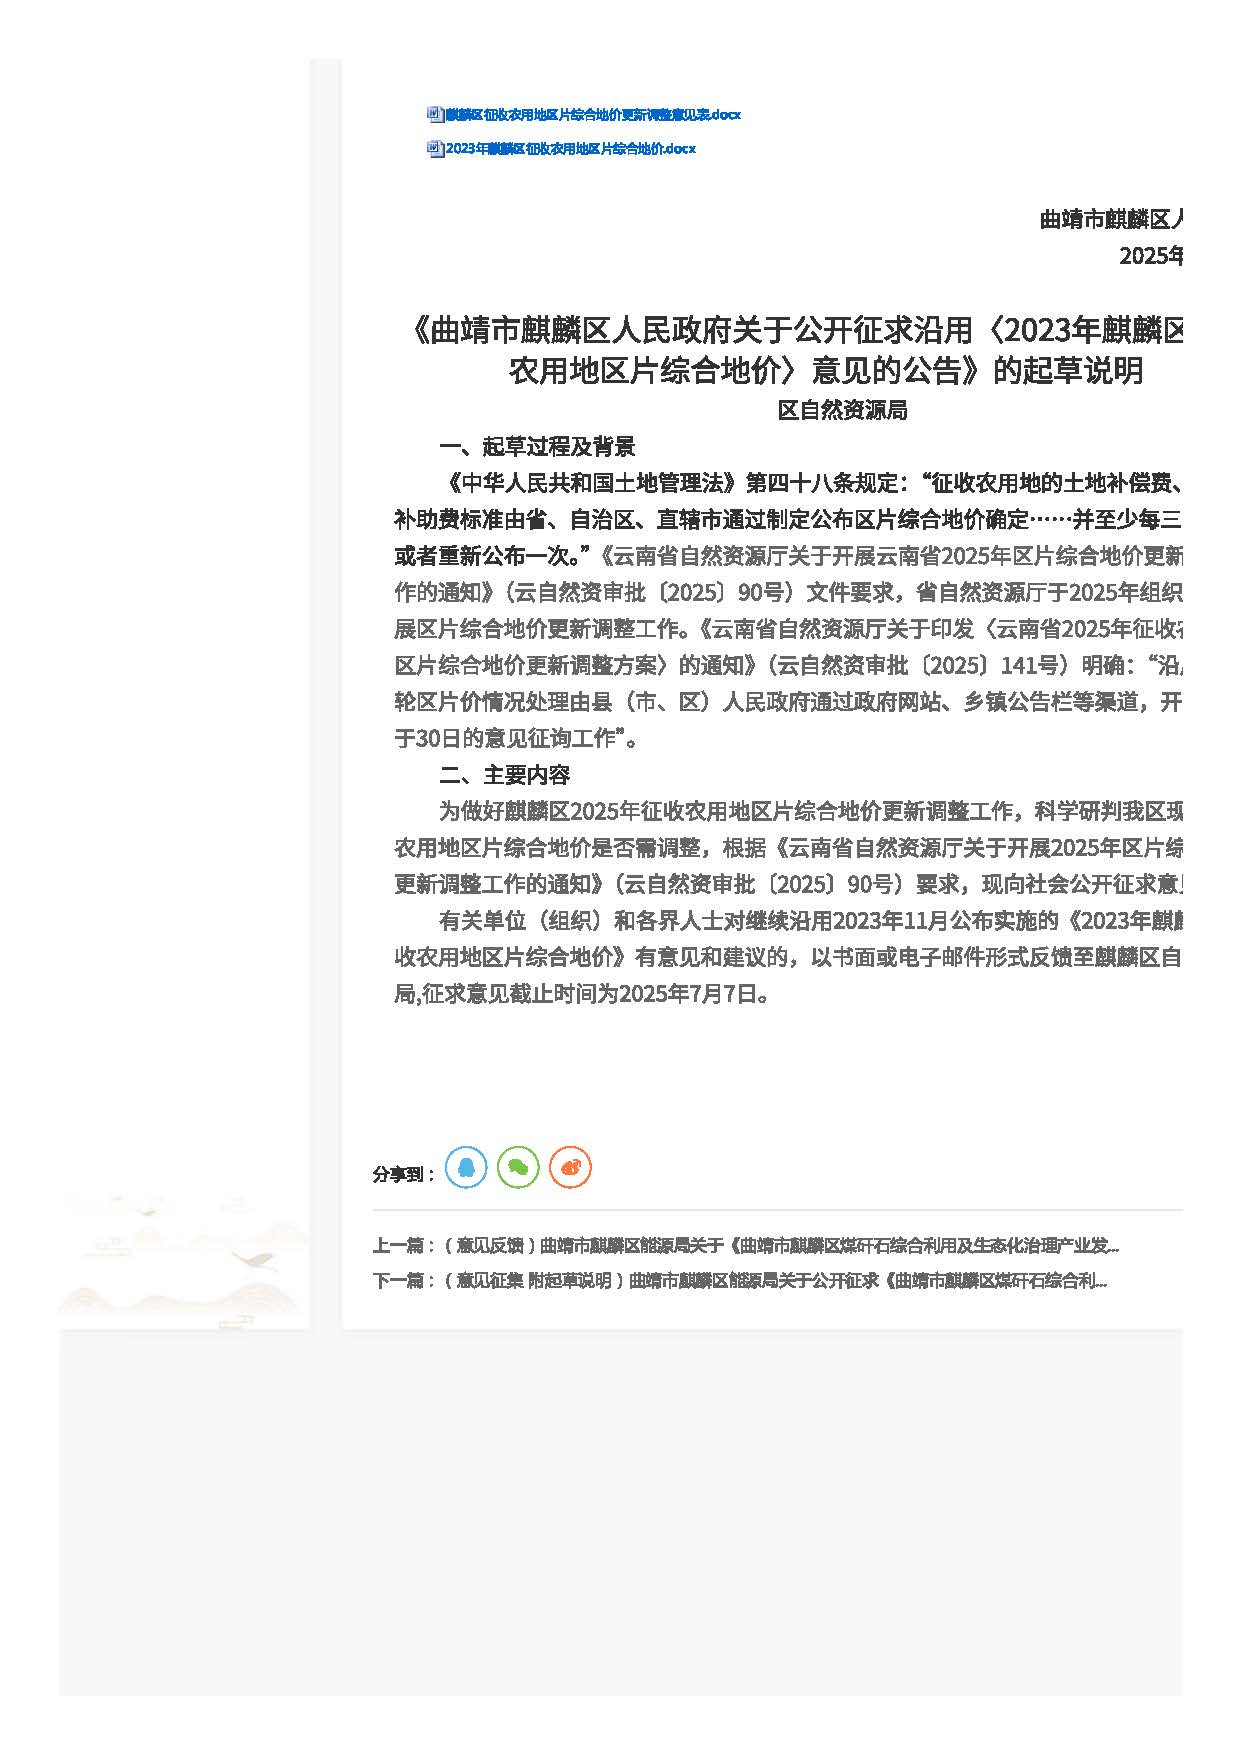 麒麟区征收农用地区片综合地价更新调整意见表.docx
2023年麒麟区征收农用地区片综合地价.docx
曲靖市麒麟区人
2025年
《曲靖市麒麟区人民政府关于公开征求沿用〈2023年麒麟区
农用地区片综合地价〉意见的公告》的起草说明
区自然资源局
一、起草过程及背景
《中华人民共和国土地管理法》第四十八条规定：“征收农用地的土地补偿费、
补助费标准由省、自治区、直辖市通过制定公布区片综合地价确定……并至少每三
或者重新公布一次。”《云南省自然资源厅关于开展云南省2025年区片综合地价更新
作的通知》（云自然资审批〔2025〕90号）文件要求，省自然资源厅于2025年组织
展区片综合地价更新调整工作。《云南省自然资源厅关于印发〈云南省2025年征收农
区片综合地价更新调整方案〉的通知》（云自然资审批〔2025〕141号）明确：“沿用
轮区片价情况处理由县（市、区）人民政府通过政府网站、乡镇公告栏等渠道，开
于30日的意见征询工作”。
二、主要内容
为做好麒麟区2025年征收农用地区片综合地价更新调整工作，科学研判我区现
农用地区片综合地价是否需调整，根据《云南省自然资源厅关于开展2025年区片综
更新调整工作的通知》（云自然资审批〔2025〕90号）要求，现向社会公开征求意见
有关单位（组织）和各界人士对继续沿用2023年11月公布实施的《2023年麒麟
收农用地区片综合地价》有意见和建议的，以书面或电子邮件形式反馈至麒麟区自
局,征求意见截止时间为2025年7月7日。
分享到：
上一篇：（意见反馈）曲靖市麒麟区能源局关于《曲靖市麒麟区煤矸石综合利用及生态化治理产业发...
下一篇：（意见征集 附起草说明）曲靖市麒麟区能源局关于公开征求《曲靖市麒麟区煤矸石综合利...